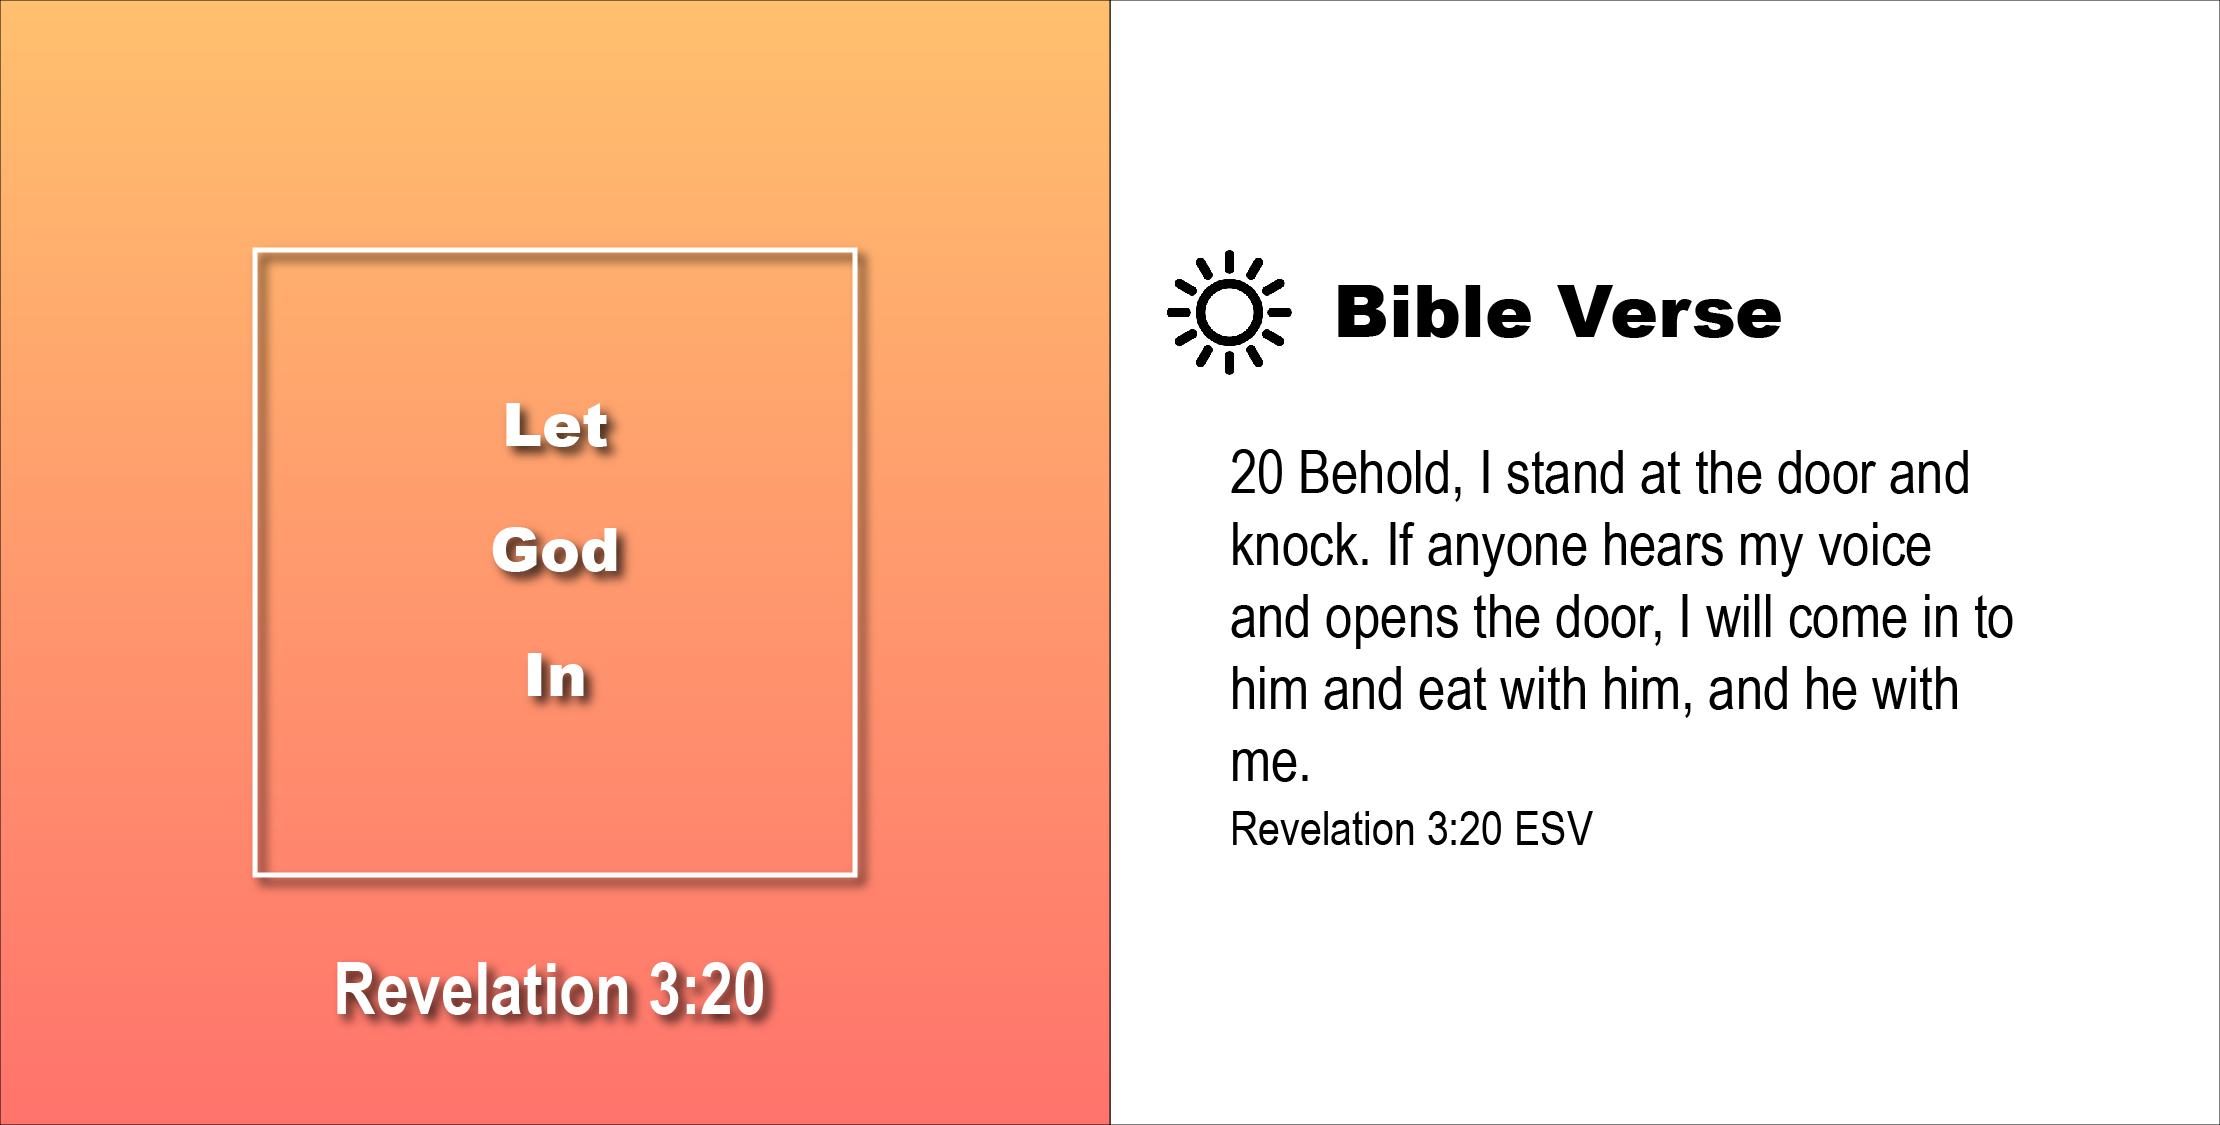 Let
God
In
Revelation 3:20
Bible Verse
20 Behold, I stand at the door and
knock. If anyone hears my voice
and opens the door, I will come in to
him and eat with him, and he with
me.
Revelation 3:20 ESV